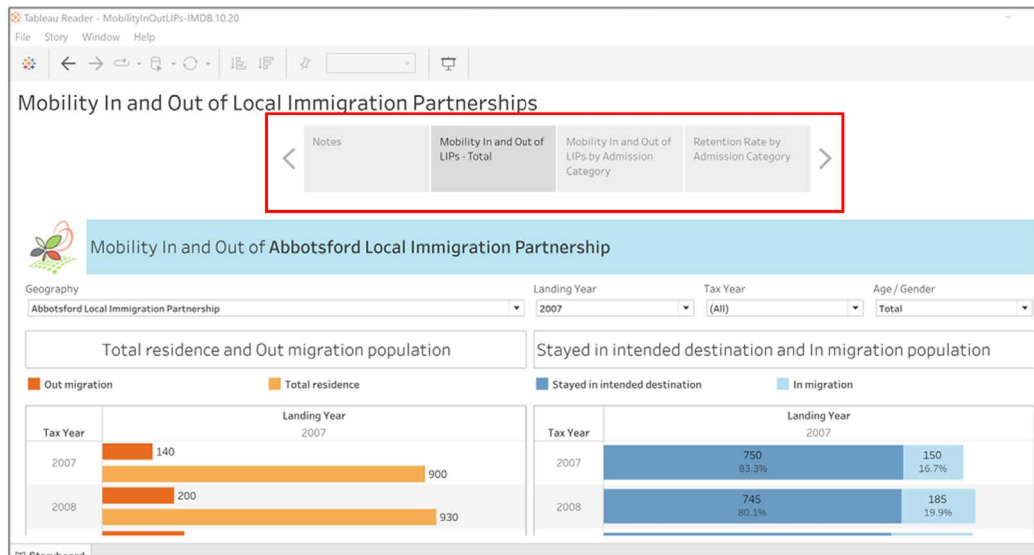 Tableau Reader - MobilityInOutLIPs-IMDB.10.20
File Story Window Help
Mobility In and Out of Local Immigration Partnerships
Notes
Mobility In and Out of
LIPs - Total
Mobility In and Out of
LIPs by Admission
Category
Retention Rate by
Admission Category
Mobility In and Out of Abbotsford Local Immigration Partnership
Geography
Abbotsford Local Immigration Partnership
Landing Year
2007
Tax Year
(All)
Age / Gender
Total
Total residence and Out migration population
Out migration
Total residence
Landing Year
Tax Year
2007
2007
140
900
2008
200
930
Stayed in intended destination and In migration population
Stayed in intended destination
In migration
Landing Year
Tax Year
2007
2007
750
83.3%
150
16.7%
2008
745
80.1%
185
19.9%
Storyboard